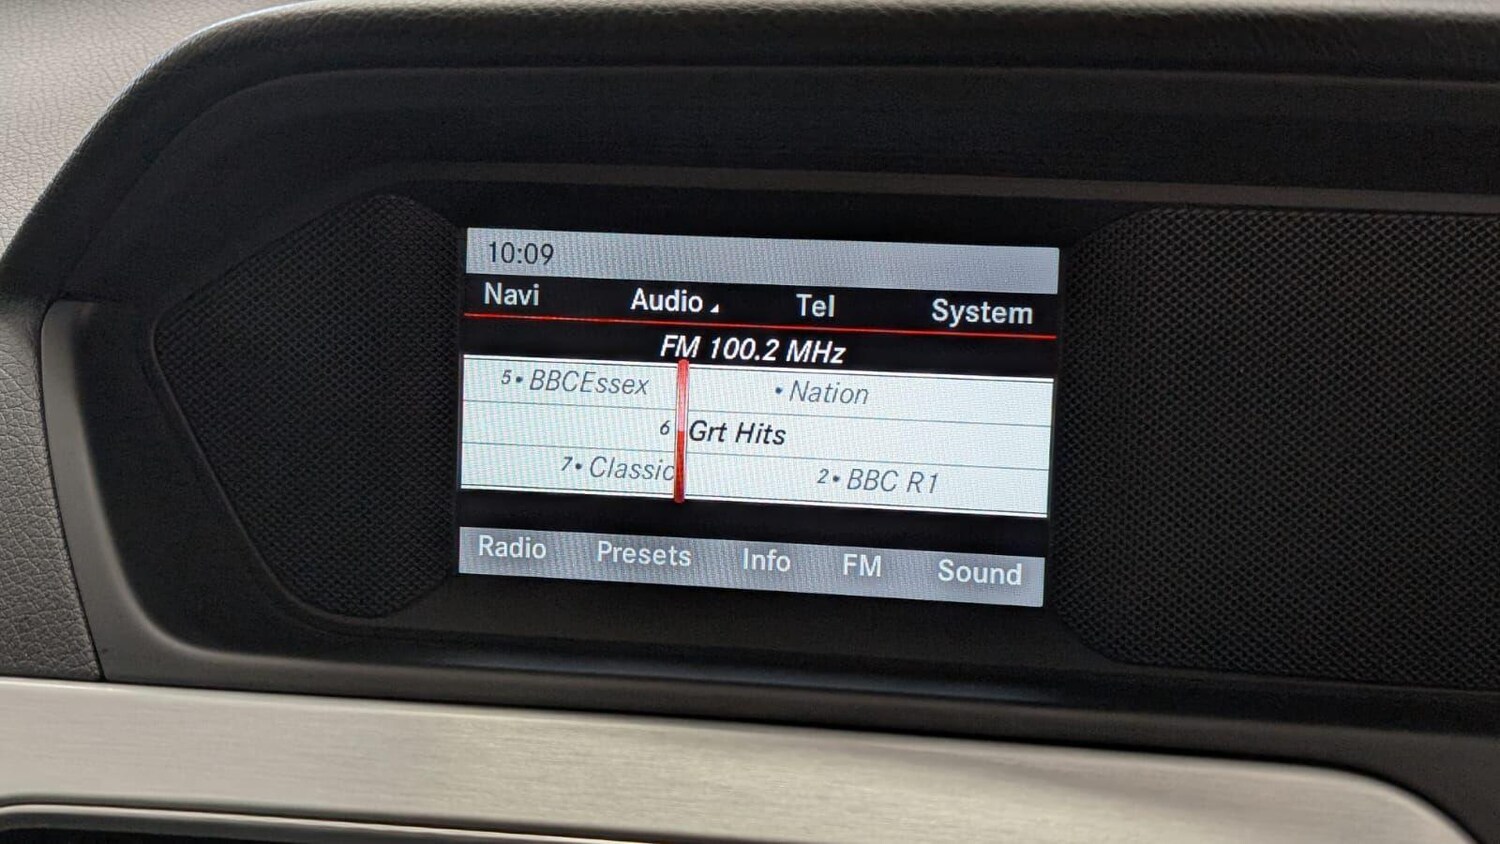 10:09
Navi Audio Tel System
FM 100.2 MHz
5• BBCEssex • Nation
6 Grt Hits
7• Classic 2• BBC R1
Radio Presets Info FM Sound